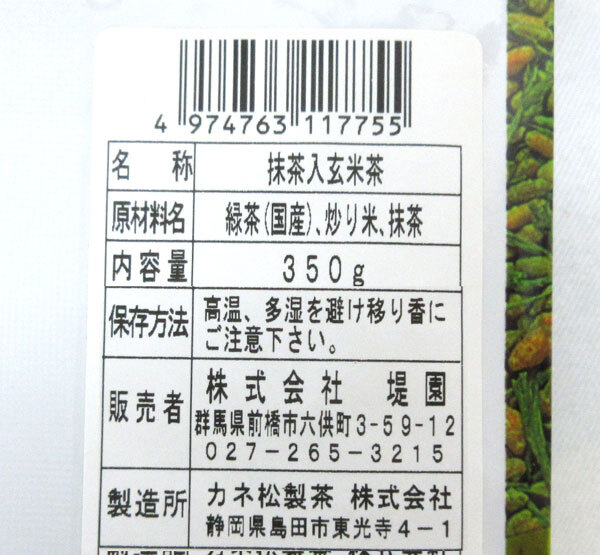 4 974763 117755
名 称 抹茶入玄米茶
原材料名 緑茶(国産)、炒り米、抹茶
内容量 350g
保存方法 高温、多湿を避け移り香に
ご注意下さい。
販売者 株式会社 堤園
群馬県前橋市六供町3-59-12
027-265-3215
製造所 カネ松製茶 株式会社
静岡県島田市東光寺4-1